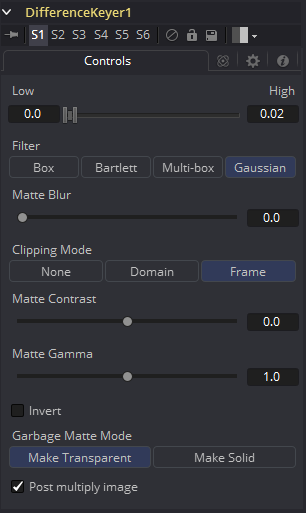 DifferenceKeyer1
S1 S2 S3 S4 S5 S6
Controls
Low High
0.0 0.02
Filter
Box Bartlett Multi-box Gaussian
Matte Blur
0.0
Clipping Mode
None Domain Frame
Matte Contrast
0.0
Matte Gamma
1.0
Invert
Garbage Matte Mode
Make Transparent Make Solid
Post multiply image